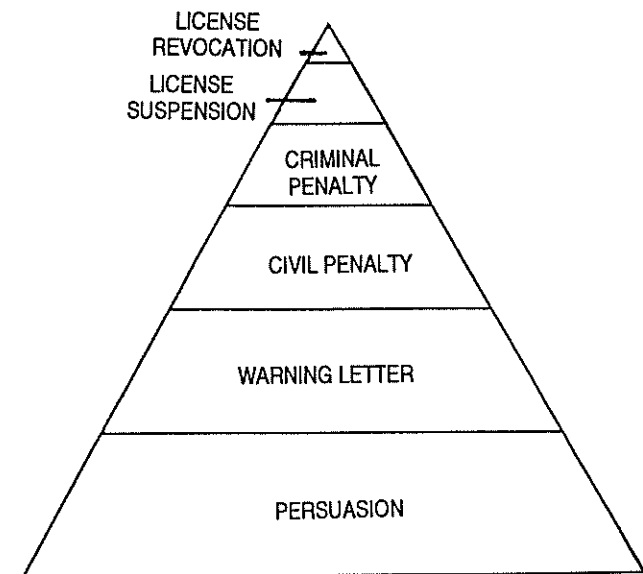 LICENSE
REVOCATION
LICENSE
SUSPENSION
CRIMINAL
PENALTY
CIVIL PENALTY
WARNING LETTER
PERSUASION